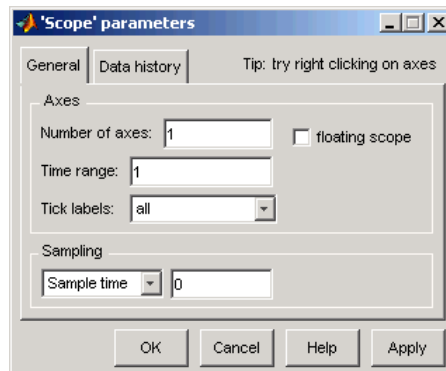 'Scope' parameters
General Data history Tip: try right clicking on axes
Axes
Number of axes: 1 floating scope
Time range: 1
Tick labels: all
Sampling
Sample time 0
OK Cancel Help Apply